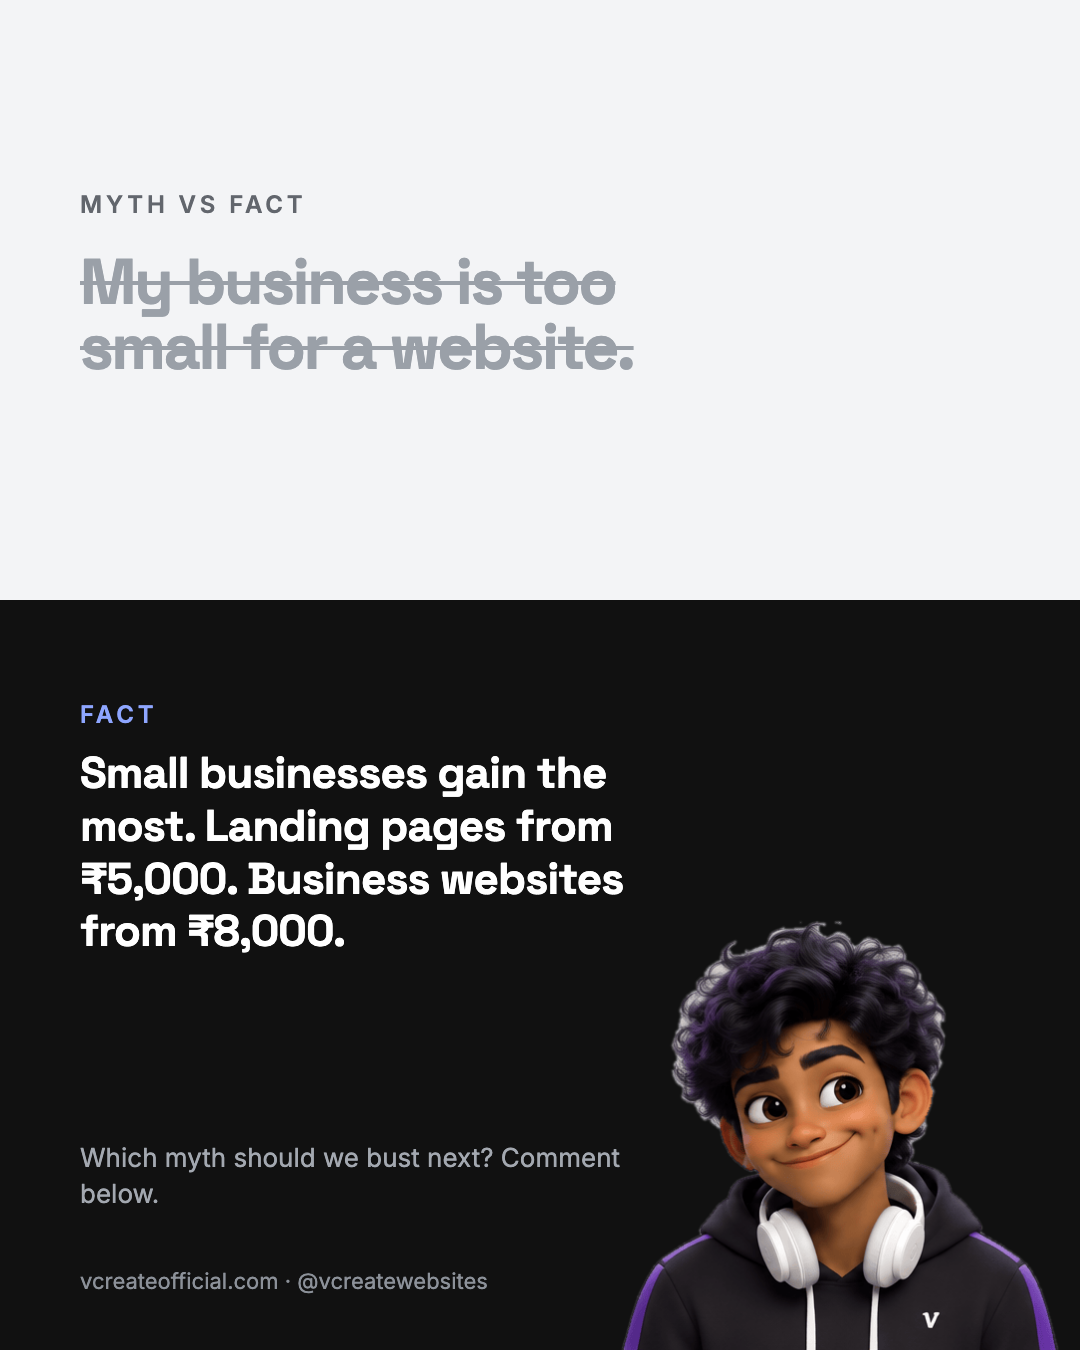 MYTH VS FACT
My business is too
small for a website.
FACT
Small businesses gain the
most. Landing pages from
₹5,000. Business websites
from ₹8,000.
Which myth should we bust next? Comment
below.
vcreateofficial.com · @vcreatewebsites
v